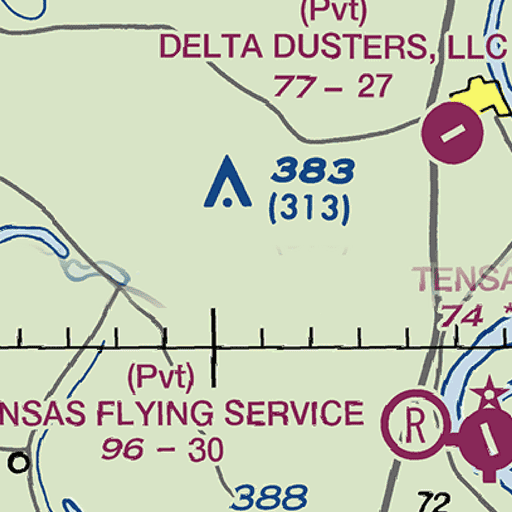 (Pvt)
DELTA DUSTERS, LLC
77 – 27
383
(313)
TENSA
74 *
(Pvt)
NSAS FLYING SERVICE
96 – 30
R
388
72